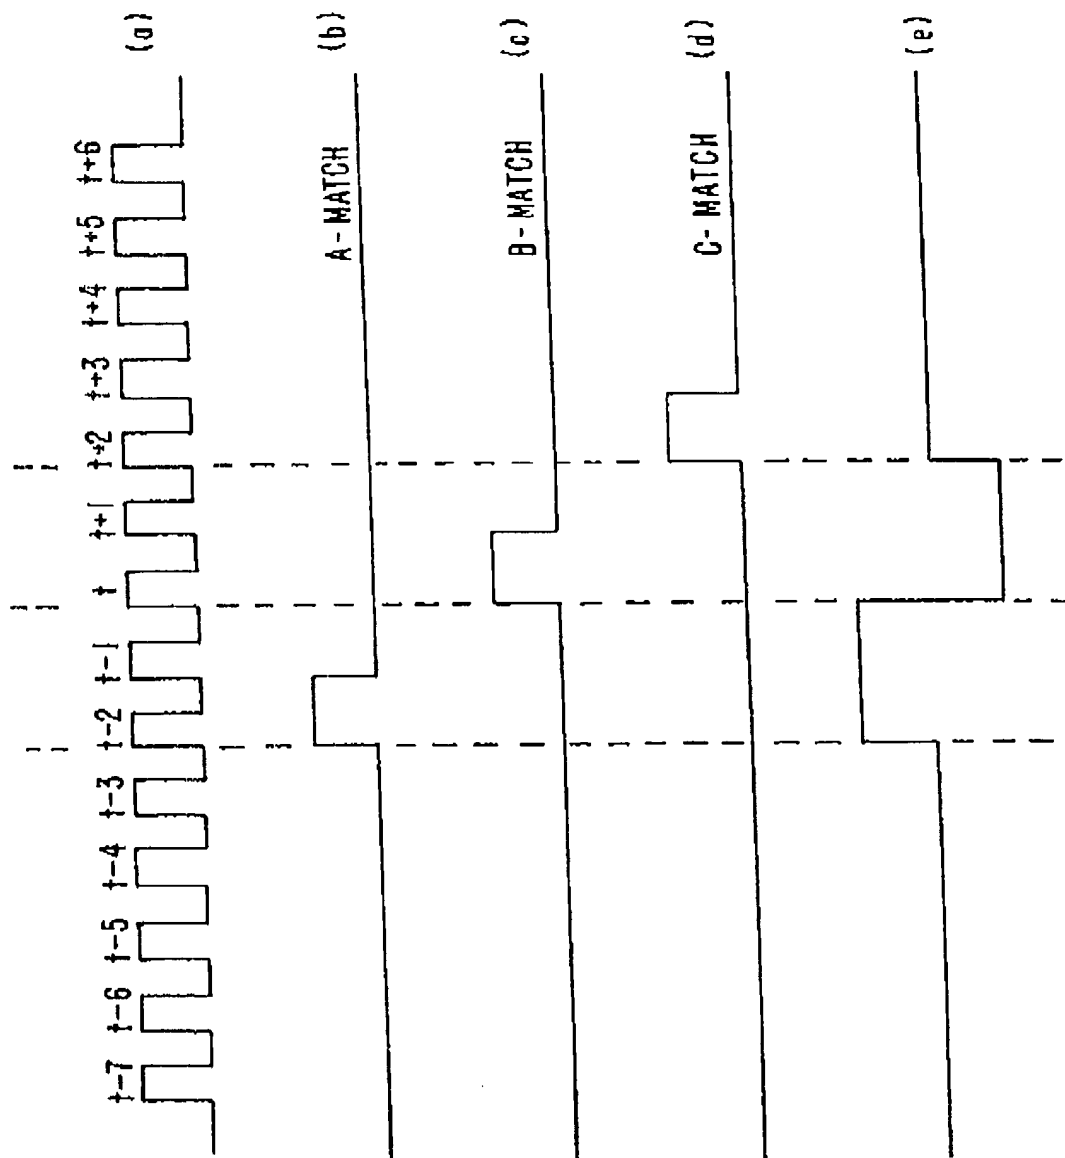 t-7 t-6 t-5 t-4 t-3 t-2 t-1 t t+1 t+2 t+3 t+4 t+5 t+6 (a)
A-MATCH (b)
B-MATCH (c)
C-MATCH (d)
(e)